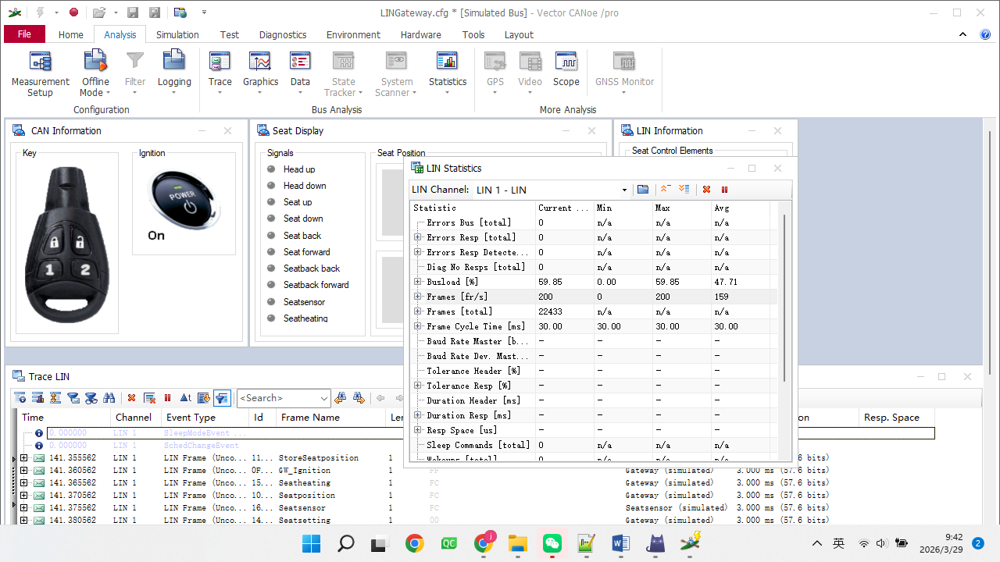 LINGateway.cfg * [Simulated Bus] - Vector CANoe /pro
File Home Analysis Simulation Test Diagnostics Environment Hardware Tools Layout
Measurement Setup
Offline Mode
Filter
Logging
Trace
Graphics
Data
State Tracker
System Scanner
Statistics
GPS
Video
Scope
GNSS Monitor
Configuration
Bus Analysis
More Analysis
CAN Information
Key
1 2
Ignition
POWER
On
Seat Display
Signals
Head up
Head down
Seat up
Seat down
Seat back
Seat forward
Seatback back
Seatback forward
Seatsensor
Seatheating
Seat Position
LIN Information
Seat Control Elements
LIN Statistics
LIN Channel: LIN 1 - LIN
Statistic Current ... Min Max Avg
Errors Bus [total] 0 n/a n/a n/a
Errors Resp [total] 0 n/a n/a n/a
Errors Resp Detecte... 0 n/a n/a n/a
Diag No Resps [total] 0 n/a n/a n/a
Busload [%] 59.85 0.00 59.85 47.71
Frames [fr/s] 200 0 200 159
Frames [total] 22433 n/a n/a n/a
Frame Cycle Time [ms] 30.00 30.00 30.00 30.00
Baud Rate Master [b... - - - -
Baud Rate Dev. Mast... - - - -
Tolerance Header [%] - - - -
Tolerance Resp [%] - - - -
Duration Header [ms] - - - -
Duration Resp [ms] - - - -
Resp Space [us] - - - -
Sleep Commands [total] 0 n/a n/a n/a
Wakeups [total] 0 n/a n/a n/a
Trace LIN
<Search>
Time Channel Event Type Id Frame Name Resp. Space
0.000000 LIN 1 SleepModeEvent ...
0.000000 LIN 1 SchedChangeEvent
141.355562 LIN 1 LIN Frame (Unco... 11... StoreSeatposition 1 bits)
141.360562 LIN 1 LIN Frame (Unco... 0F... GW_Ignition 1 FF Gateway (simulated) 3.000 ms (57.6 bits)
141.365562 LIN 1 LIN Frame (Unco... 15... Seatheating 1 FC Gateway (simulated) 3.000 ms (57.6 bits)
141.370562 LIN 1 LIN Frame (Unco... 10... Seatposition 1 FC Gateway (simulated) 3.000 ms (57.6 bits)
141.375562 LIN 1 LIN Frame (Unco... 16... Seatsensor 1 FC Seatsensor (simulated) 3.000 ms (57.6 bits)
141.380562 LIN 1 LIN Frame (Unco... 14... Seatsetting 1 00 Gateway (simulated) 3.000 ms (57.6 bits)
QC
J
英
9:42
2026/3/29
2